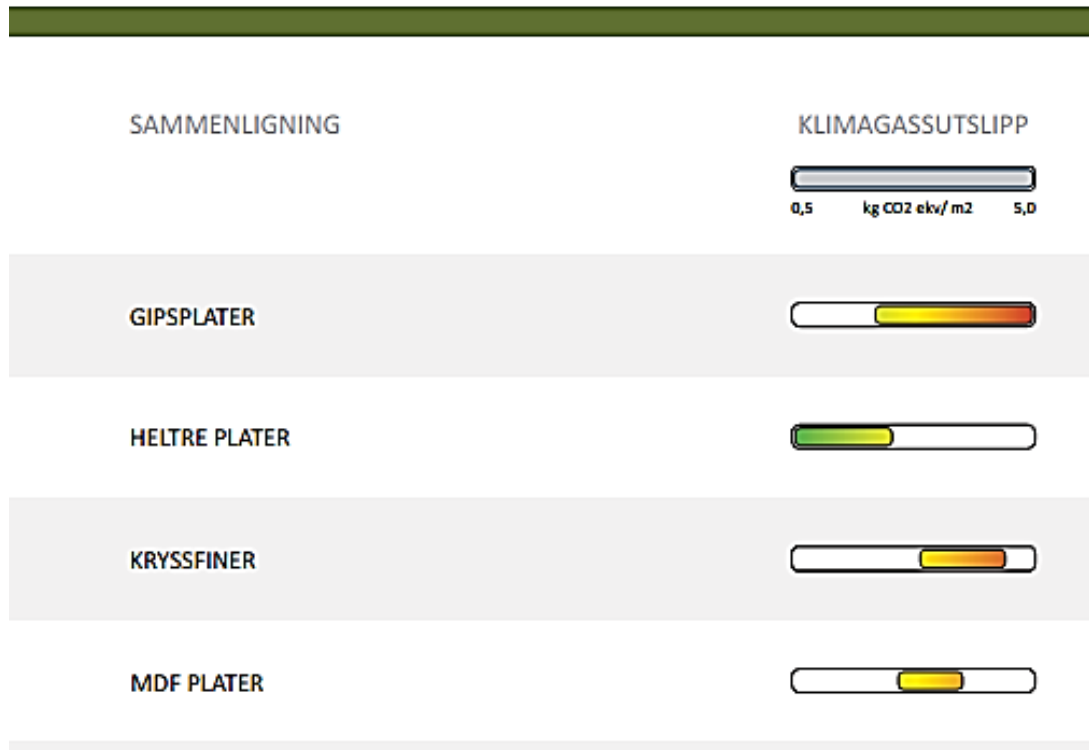 SAMMENLIGNING KLIMAGASSUTSLIPP
0,5 kg CO2 ekv/ m2 5,0
GIPSPLATER
HELTRE PLATER
KRYSSFINER
MDF PLATER